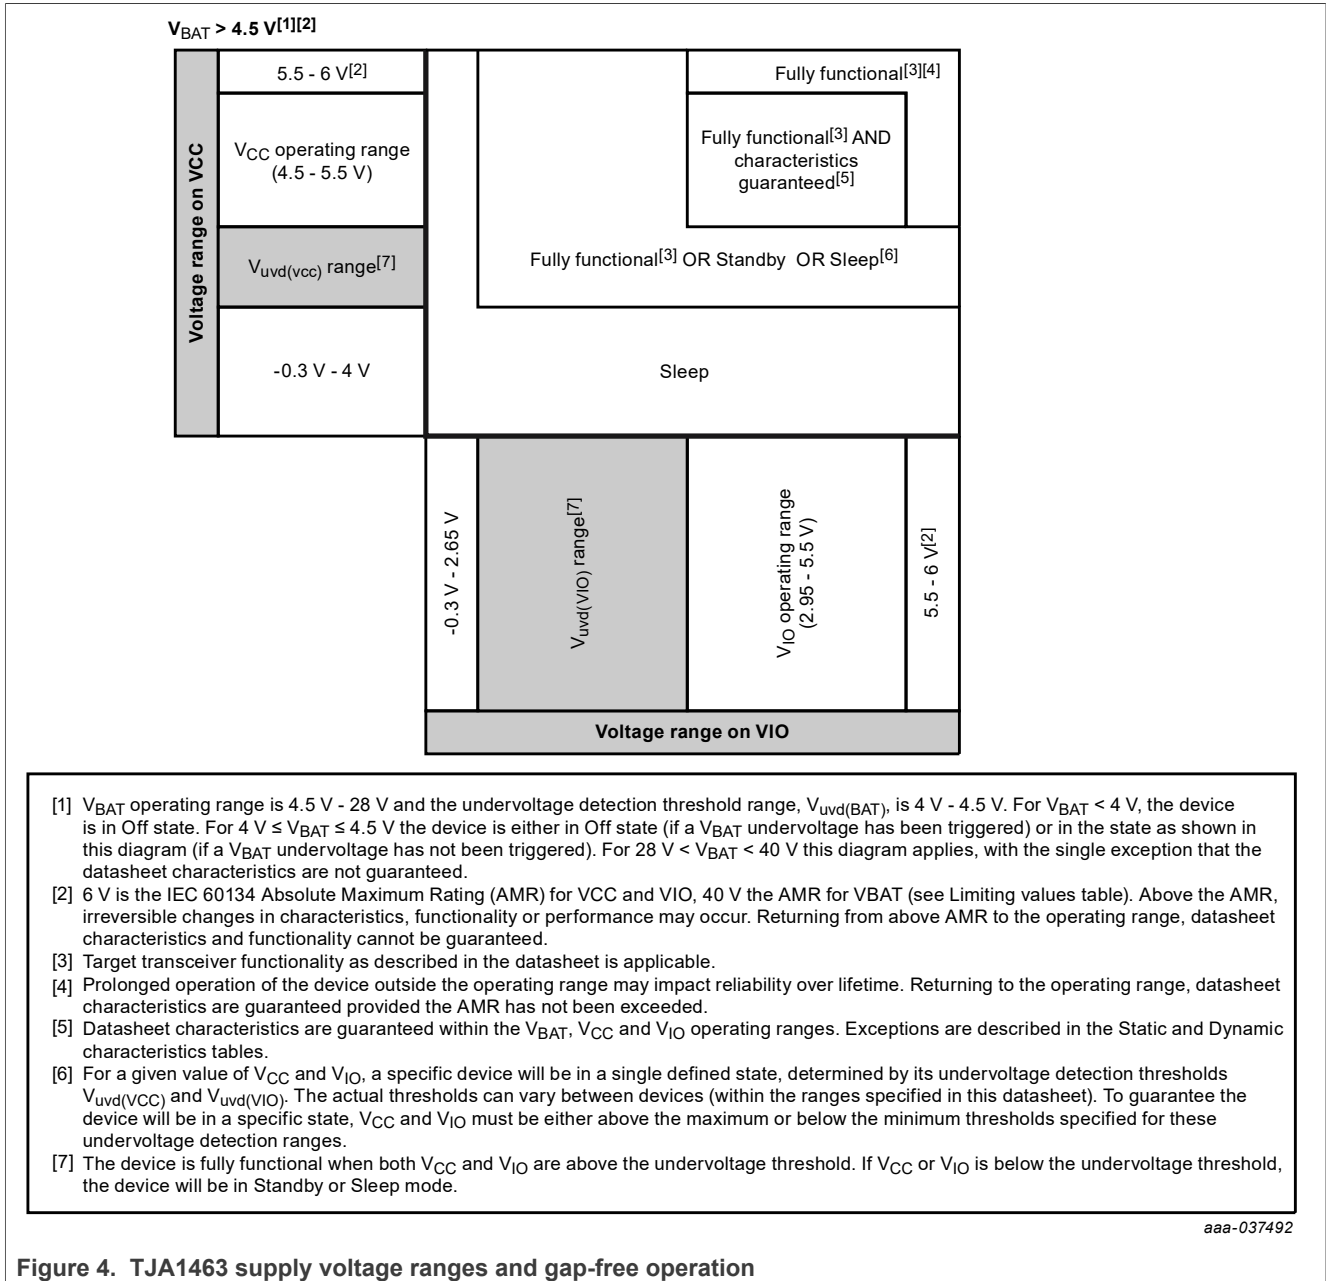 VBAT > 4.5 V[1][2]
Voltage range on VCC
5.5 - 6 V[2]
VCC operating range
(4.5 - 5.5 V)
Vuvd(vcc) range[7]
-0.3 V - 4 V
Fully functional[3][4]
Fully functional[3] AND
characteristics
guaranteed[5]
Fully functional[3] OR Standby OR Sleep[6]
Sleep
-0.3 V - 2.65 V
Vuvd(VIO) range[7]
VIO operating range
(2.95 - 5.5 V)
5.5 - 6 V[2]
Voltage range on VIO
[1] VBAT operating range is 4.5 V - 28 V and the undervoltage detection threshold range, Vuvd(BAT), is 4 V - 4.5 V. For VBAT < 4 V, the device
is in Off state. For 4 V ≤ VBAT ≤ 4.5 V the device is either in Off state (if a VBAT undervoltage has been triggered) or in the state as shown in
this diagram (if a VBAT undervoltage has not been triggered). For 28 V < VBAT < 40 V this diagram applies, with the single exception that the
datasheet characteristics are not guaranteed.
[2] 6 V is the IEC 60134 Absolute Maximum Rating (AMR) for VCC and VIO, 40 V the AMR for VBAT (see Limiting values table). Above the AMR,
irreversible changes in characteristics, functionality or performance may occur. Returning from above AMR to the operating range, datasheet
characteristics and functionality cannot be guaranteed.
[3] Target transceiver functionality as described in the datasheet is applicable.
[4] Prolonged operation of the device outside the operating range may impact reliability over lifetime. Returning to the operating range, datasheet
characteristics are guaranteed provided the AMR has not been exceeded.
[5] Datasheet characteristics are guaranteed within the VBAT, VCC and VIO operating ranges. Exceptions are described in the Static and Dynamic
characteristics tables.
[6] For a given value of VCC and VIO, a specific device will be in a single defined state, determined by its undervoltage detection thresholds
Vuvd(VCC) and Vuvd(VIO). The actual thresholds can vary between devices (within the ranges specified in this datasheet). To guarantee the
device will be in a specific state, VCC and VIO must be either above the maximum or below the minimum thresholds specified for these
undervoltage detection ranges.
[7] The device is fully functional when both VCC and VIO are above the undervoltage threshold. If VCC or VIO is below the undervoltage threshold,
the device will be in Standby or Sleep mode.
aaa-037492
Figure 4. TJA1463 supply voltage ranges and gap-free operation